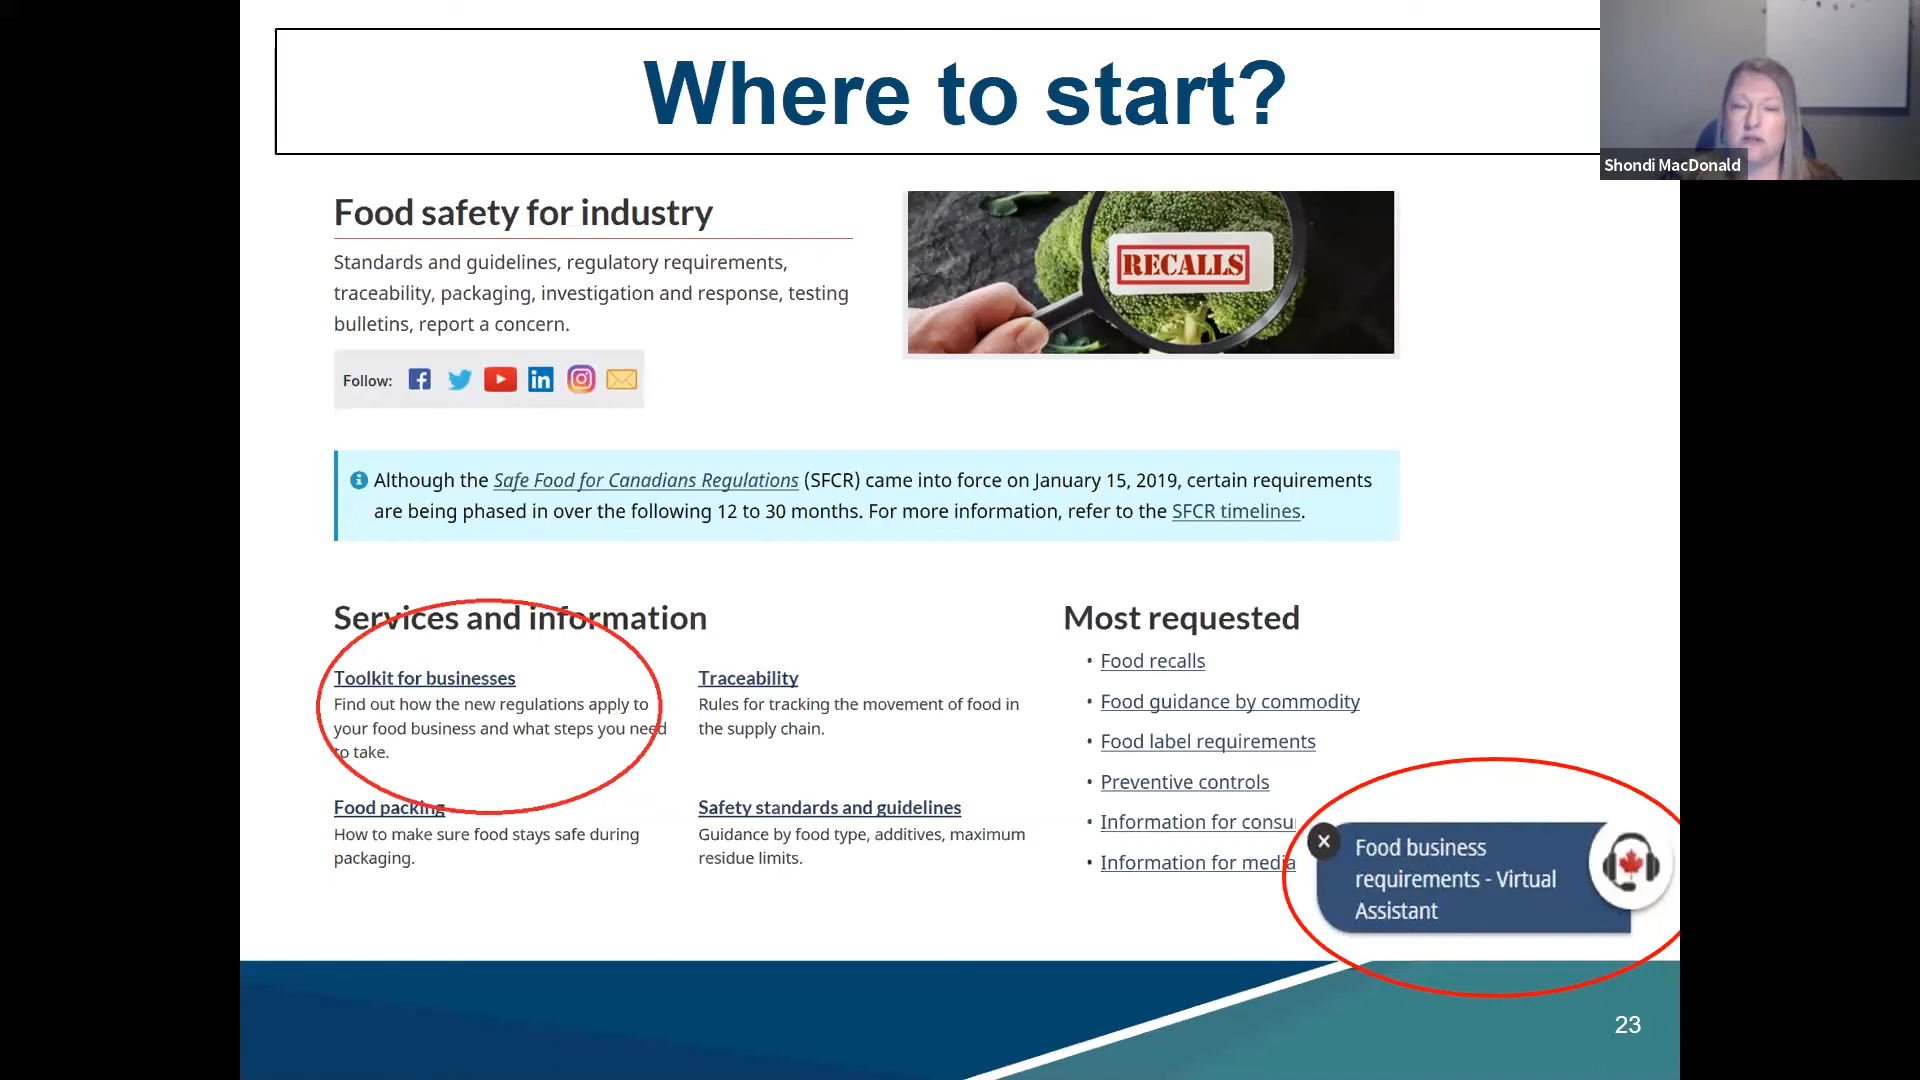 Where to start?
Shondi MacDonald
Food safety for industry
Standards and guidelines, regulatory requirements,
traceability, packaging, investigation and response, testing
bulletins, report a concern.
RECALLS
Follow:
Although the Safe Food for Canadians Regulations (SFCR) came into force on January 15, 2019, certain requirements
are being phased in over the following 12 to 30 months. For more information, refer to the SFCR timelines.
Services and information
Toolkit for businesses
Find out how the new regulations apply to
your food business and what steps you need
to take.
Traceability
Rules for tracking the movement of food in
the supply chain.
Food packing
How to make sure food stays safe during
packaging.
Safety standards and guidelines
Guidance by food type, additives, maximum
residue limits.
Most requested
• Food recalls
• Food guidance by commodity
• Food label requirements
• Preventive controls
• Information for consu
• Information for media
Food business
requirements - Virtual
Assistant
23